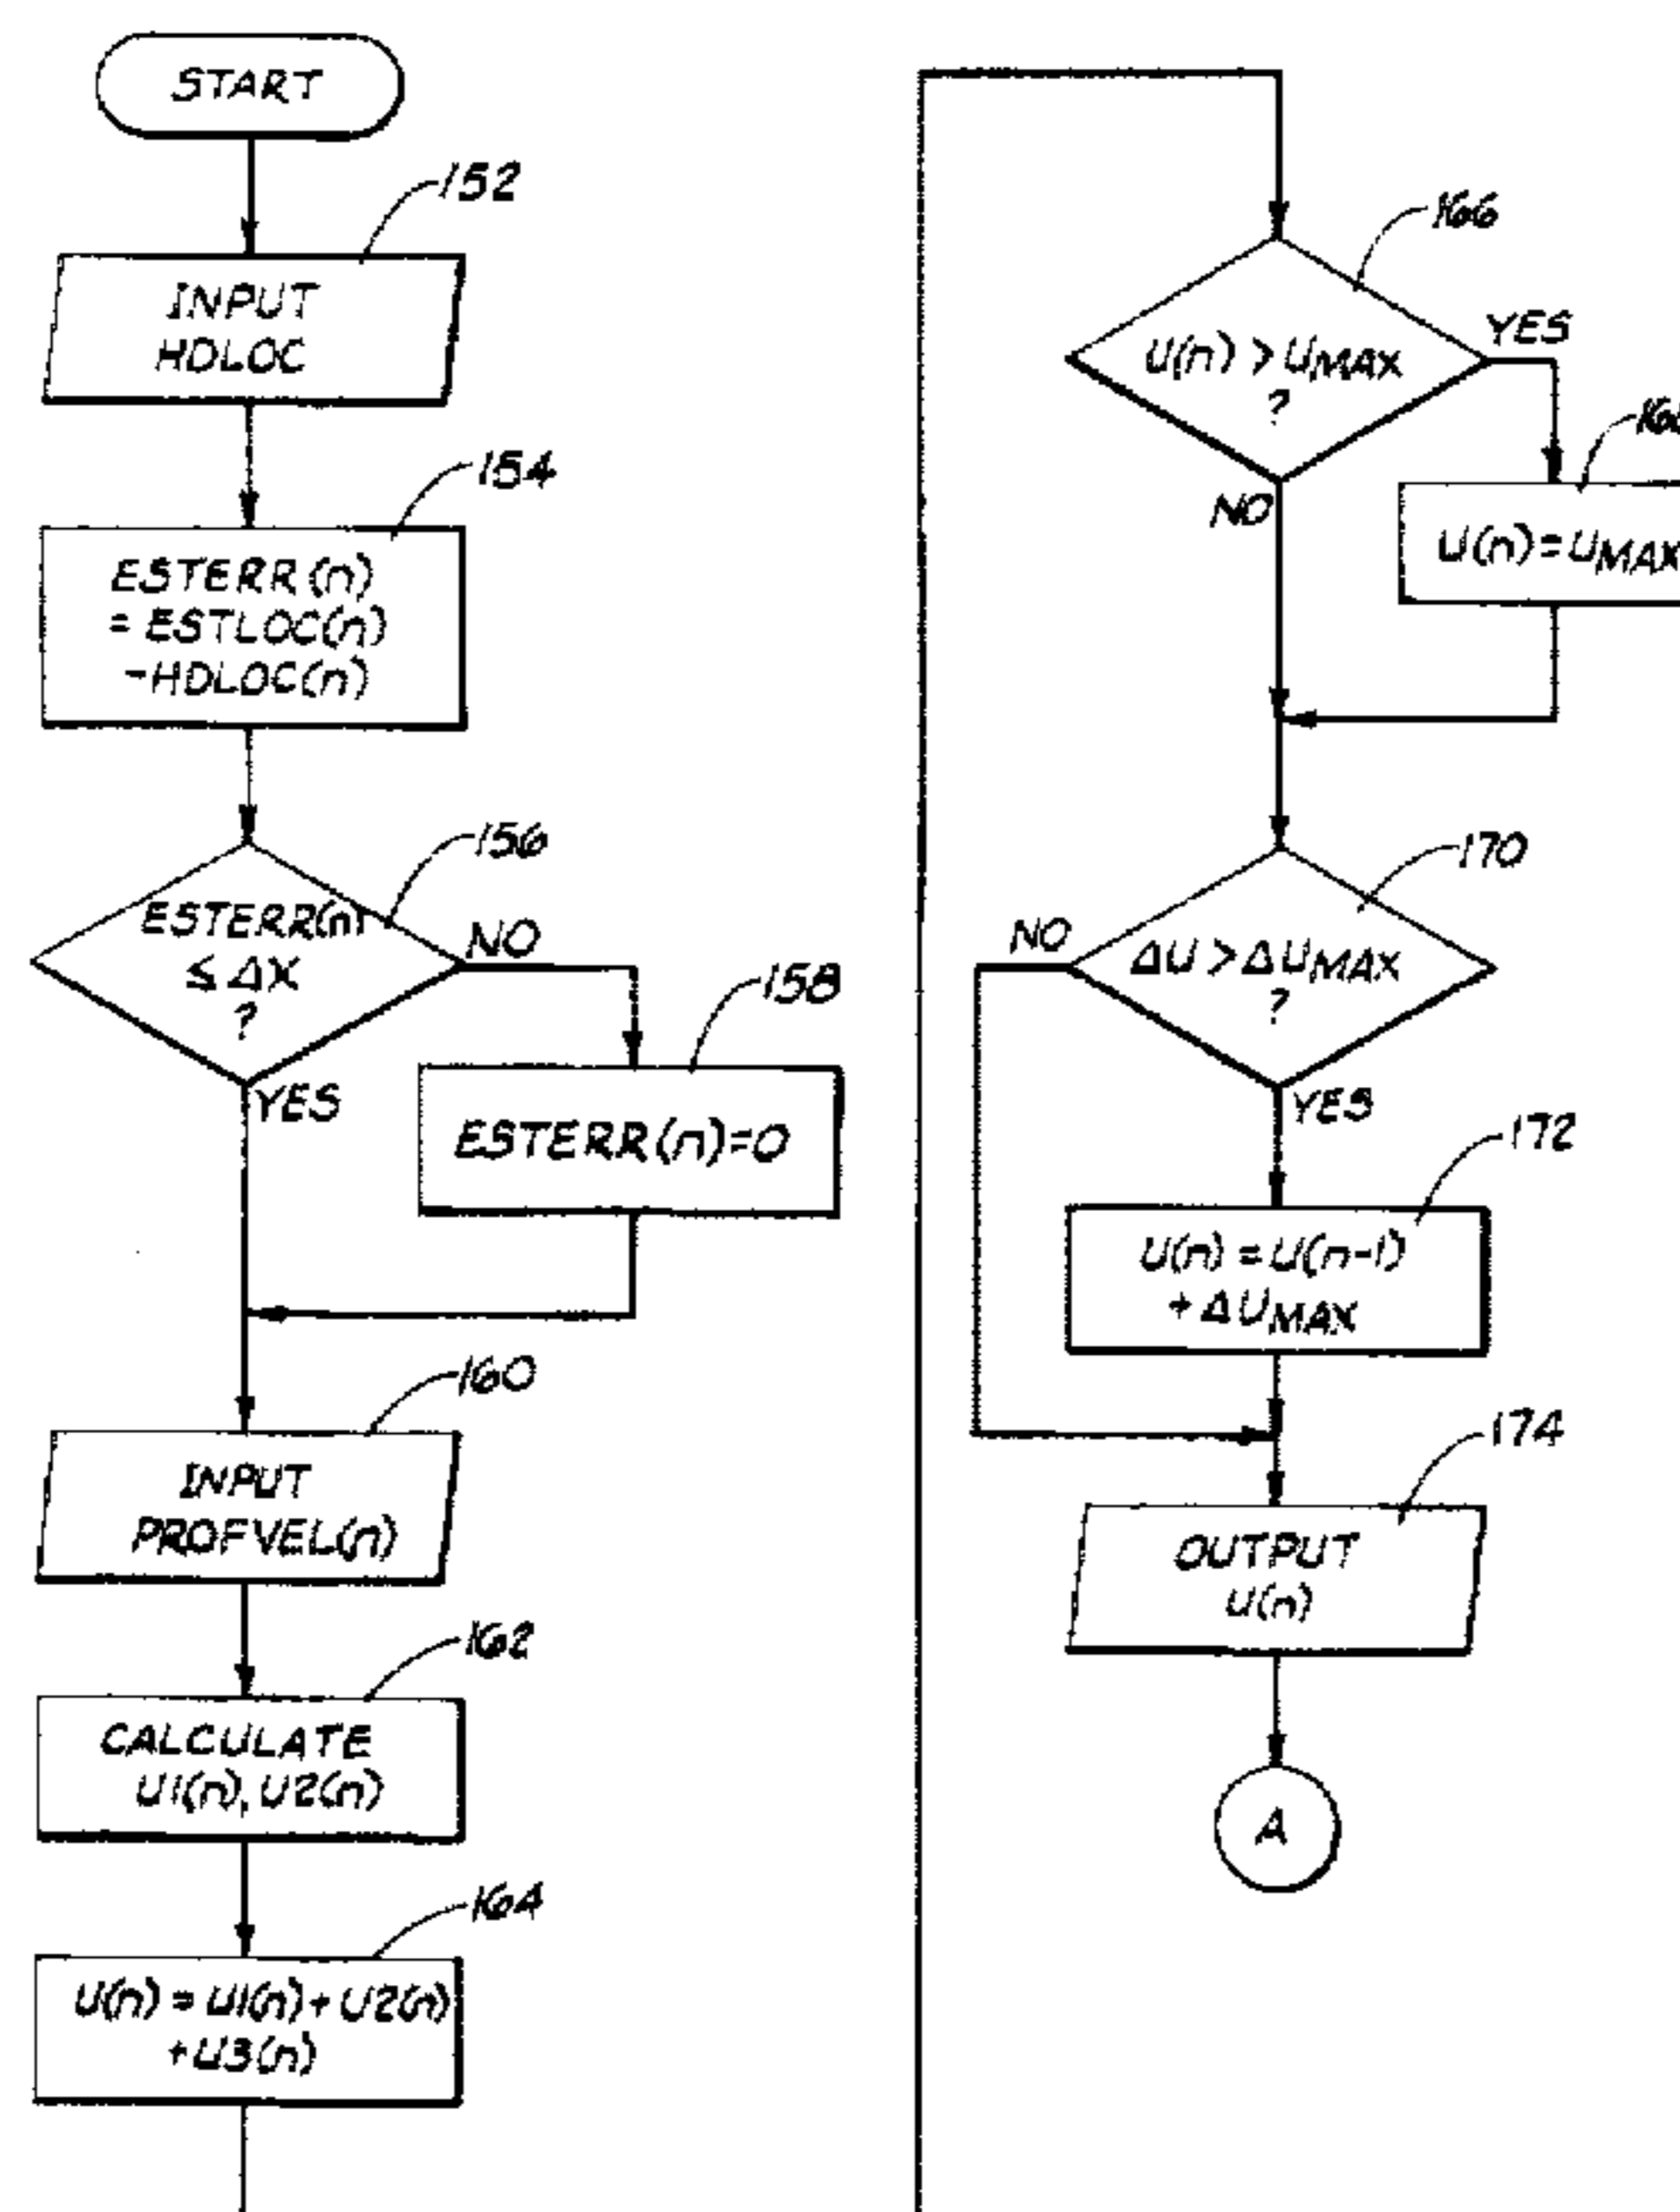 START
152
INPUT
HDLOC
154
ESTERR(n)
= ESTLOC(n)
-HDLOC(n)
156
ESTERR(n)
≤ ΔX
?
NO
YES
158
ESTERR(n)=0
160
INPUT
PROFVEL(n)
162
CALCULATE
U1(n), U2(n)
164
U(n) = U1(n) + U2(n)
+U3(n)
166
U(n) > UMAX
?
YES
NO
U(n)=UMAX
170
ΔU > ΔUMAX
?
NO
YES
172
U(n) = U(n-1)
+ ΔUMAX
174
OUTPUT
U(n)
A